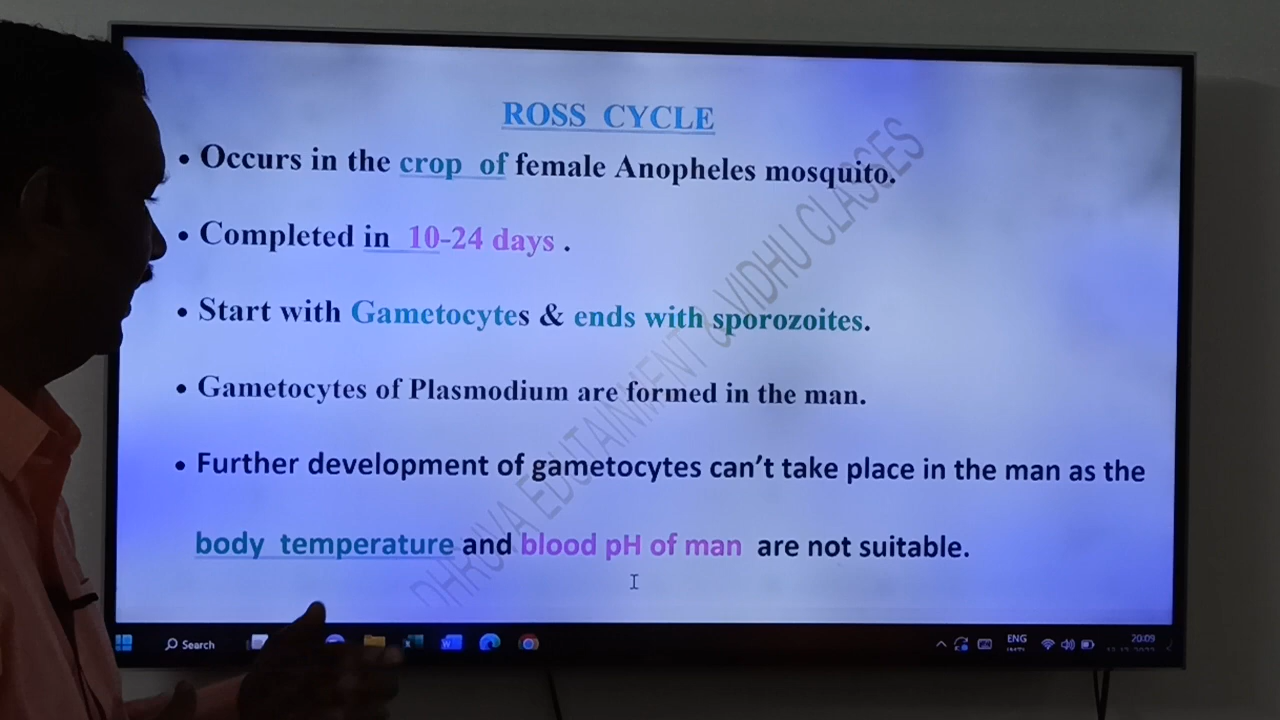 ROSS CYCLE
• Occurs in the crop of female Anopheles mosquito.
• Completed in 10-24 days .
• Start with Gametocytes & ends with sporozoites.
• Gametocytes of Plasmodium are formed in the man.
• Further development of gametocytes can't take place in the man as the
body temperature and blood pH of man are not suitable.
DHRUVA EDUTAINMENT & VIDHU CLASSES
Search
ENG
20:09